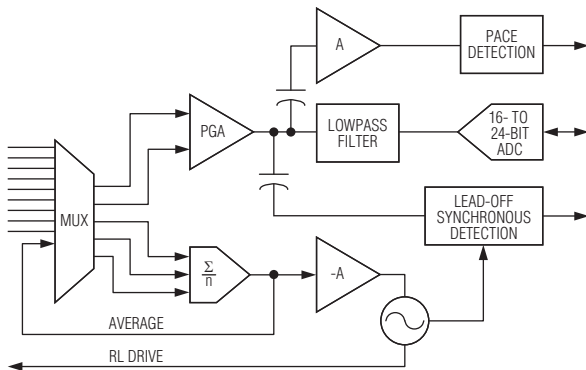 A
PACE
DETECTION
PGA
LOWPASS
FILTER
16- TO
24-BIT
ADC
MUX
LEAD-OFF
SYNCHRONOUS
DETECTION
Σ
n
-A
AVERAGE
RL DRIVE